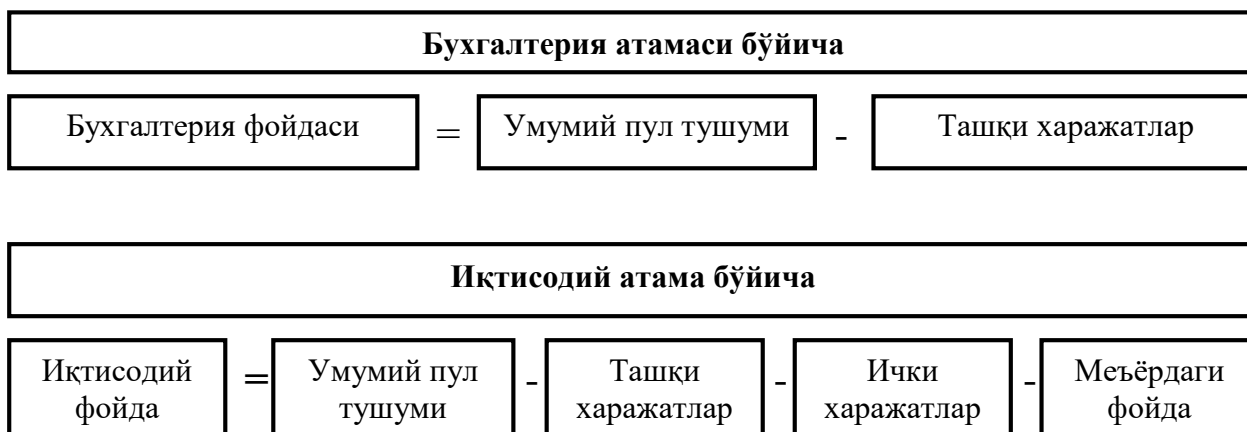 Бухгалтерия атамаси бўйича
Бухгалтерия фойдаси = Умумий пул тушуми - Ташқи харажатлар
Иқтисодий атама бўйича
Иқтисодий фойда = Умумий пул тушуми - Ташқи харажатлар - Ички харажатлар - Меъёрдаги фойда